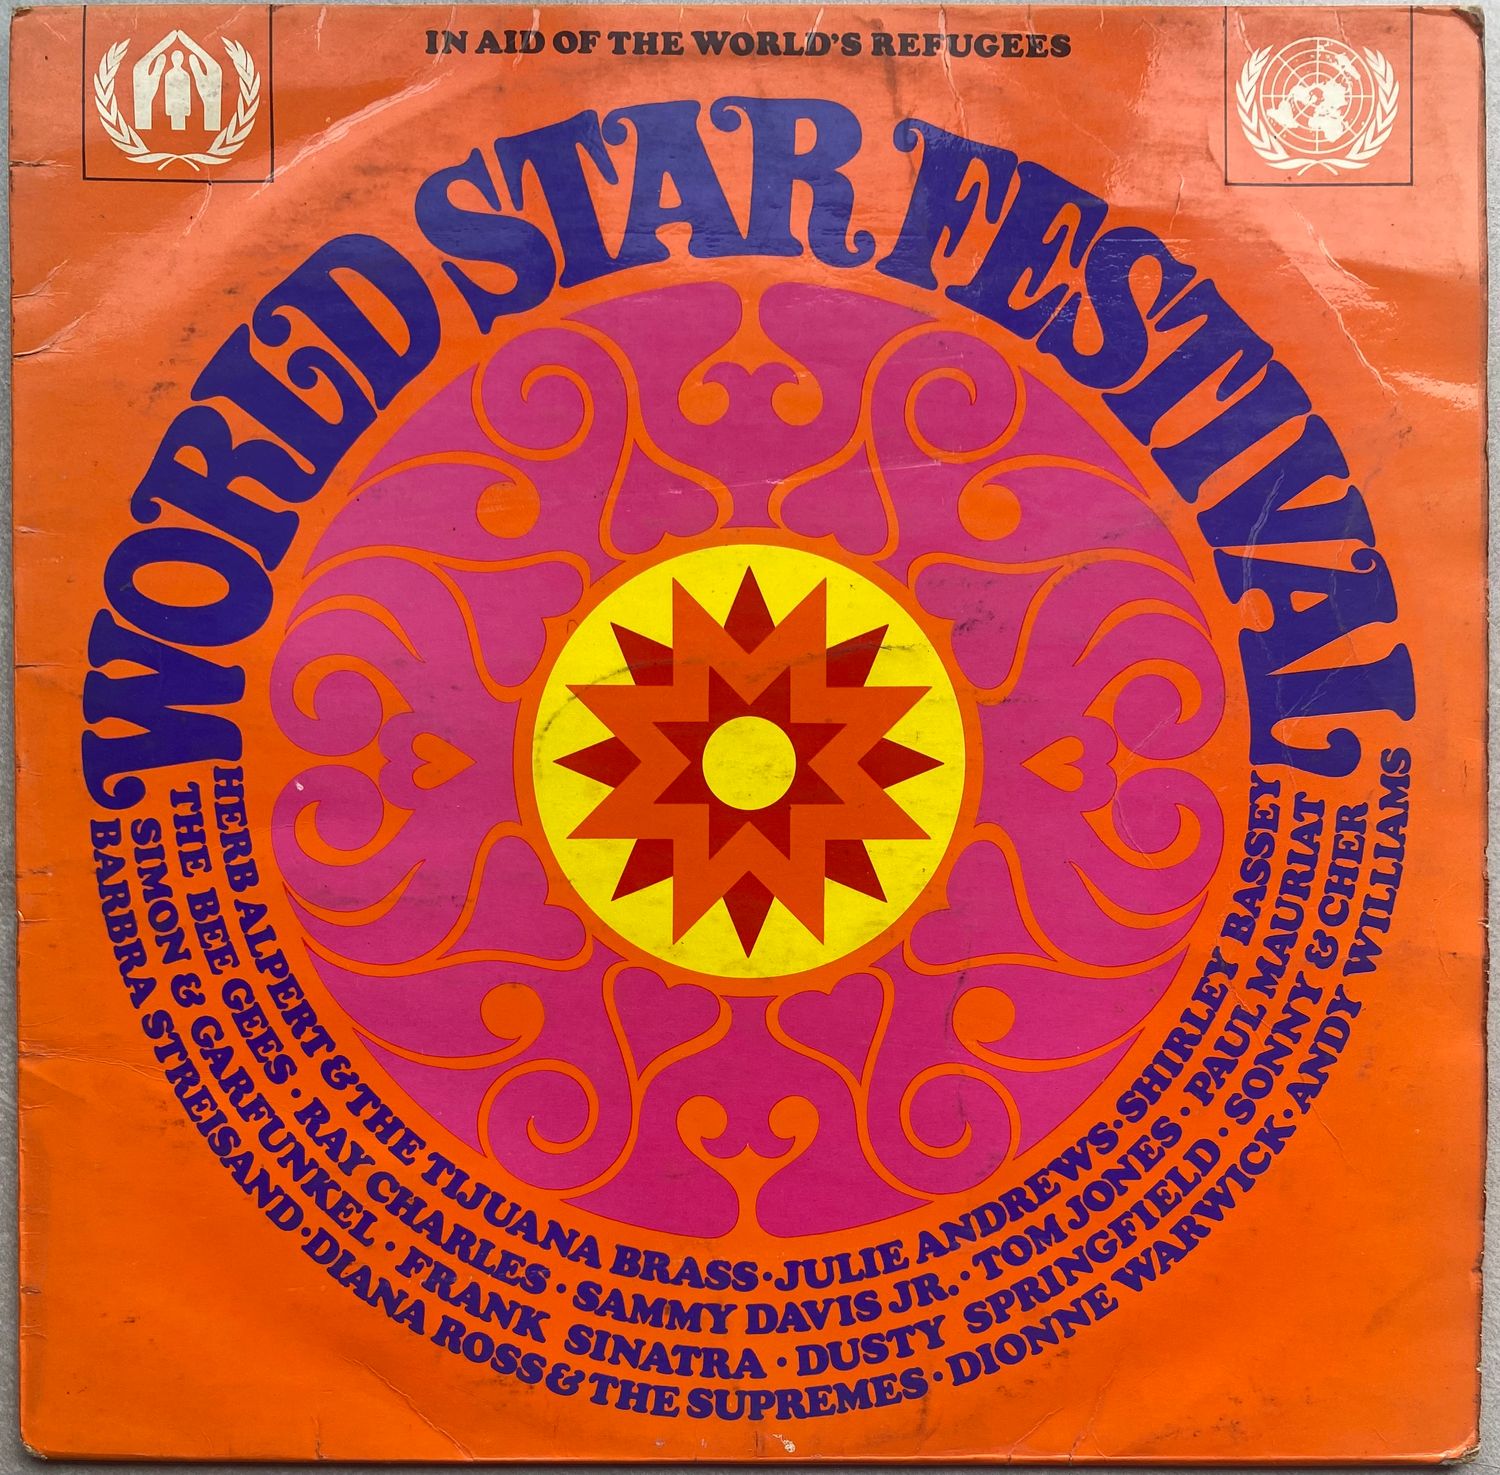 IN AID OF THE WORLD'S REFUGEES
WORLD STAR FESTIVAL
HERB ALPERT & THE TIJUANA BRASS · JULIE ANDREWS · SHIRLEY BASSEY
THE BEE GEES · RAY CHARLES · SAMMY DAVIS JR. · TOM JONES · PAUL MAURIAT
SIMON & GARFUNKEL · FRANK SINATRA · DUSTY SPRINGFIELD · SONNY & CHER
BARBRA STREISAND · DIANA ROSS & THE SUPREMES · DIONNE WARWICK · ANDY WILLIAMS